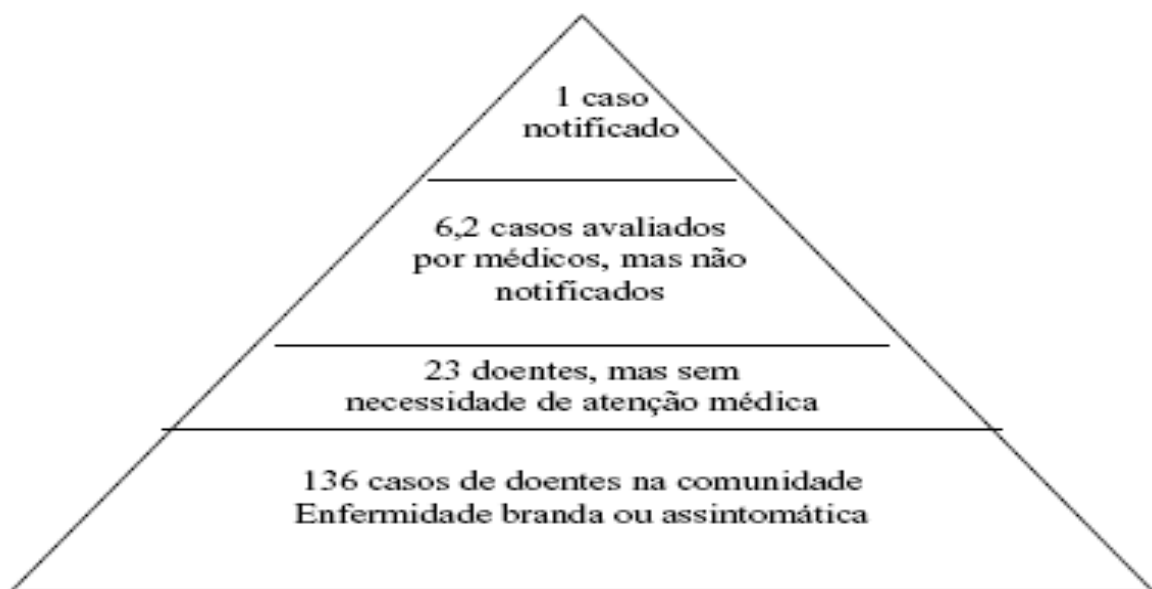 1 caso
notificado
6,2 casos avaliados
por médicos, mas não
notificados
23 doentes, mas sem
necessidade de atenção médica
136 casos de doentes na comunidade
Enfermidade branda ou assintomática